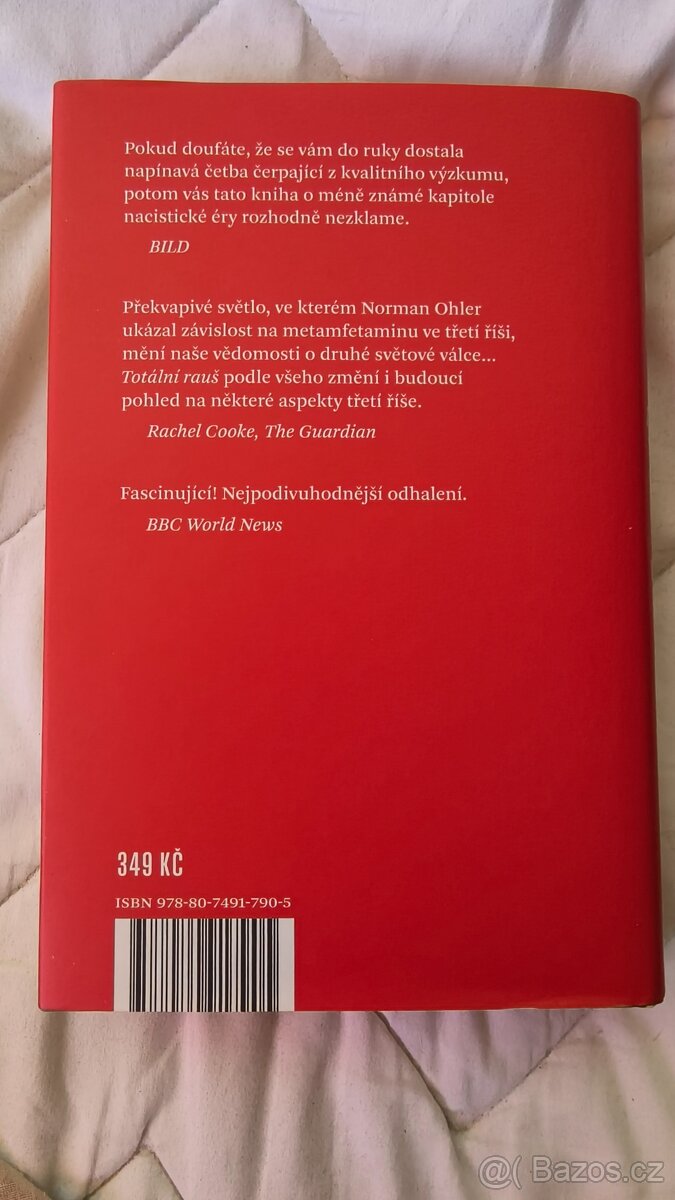 Pokud doufáte, že se vám do ruky dostala
napínavá četba čerpající z kvalitního výzkumu,
potom vás tato kniha o méně známé kapitole
nacistické éry rozhodně nezklame.
BILD
Překvapivé světlo, ve kterém Norman Ohler
ukázal závislost na metamfetaminu ve třetí říši,
mění naše vědomosti o druhé světové válce...
Totální rauš podle všeho změní i budoucí
pohled na některé aspekty třetí říše.
Rachel Cooke, The Guardian
Fascinující! Nejpodivuhodnější odhalení.
BBC World News
349 KČ
ISBN 978-80-7491-790-5
@( Bazos.cz